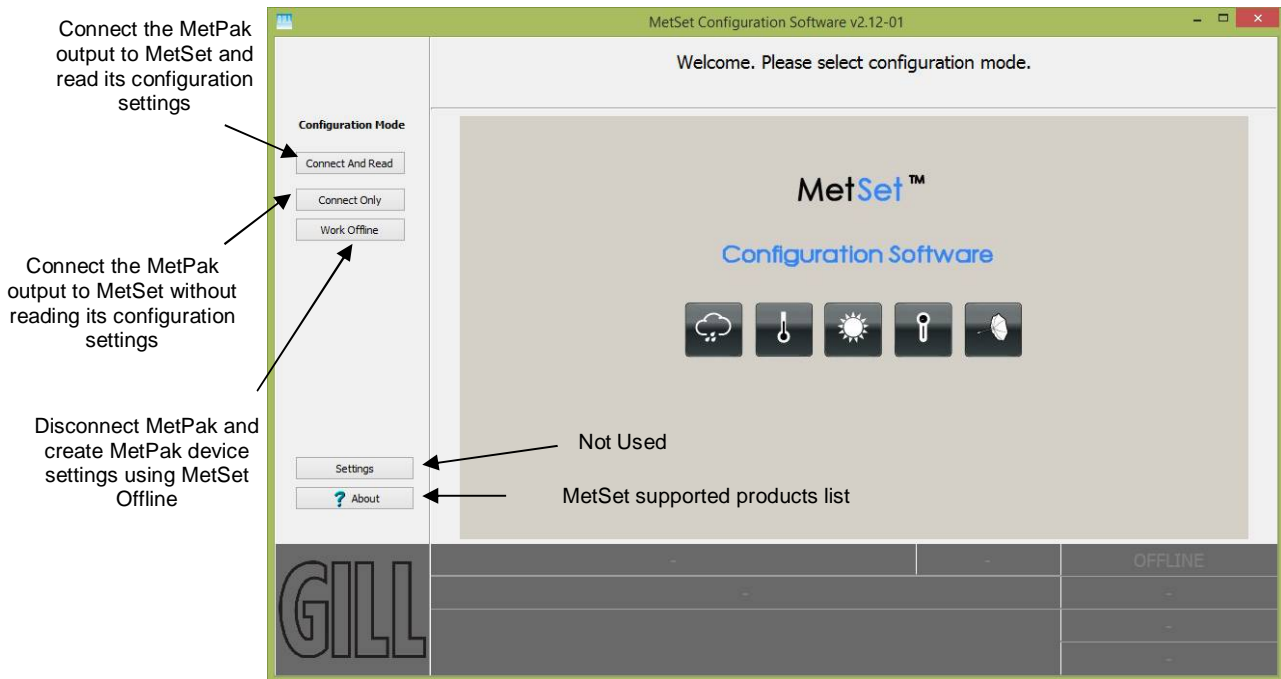 Connect the MetPak
output to MetSet and
read its configuration
settings
Connect the MetPak
output to MetSet without
reading its configuration
settings
Disconnect MetPak and
create MetPak device
settings using MetSet
Offline
MetSet Configuration Software v2.12-01
Welcome. Please select configuration mode.
Configuration Mode
Connect And Read
Connect Only
Work Offline
MetSet™
Configuration Software
Not Used
Settings
MetSet supported products list
? About
GILL
-
-
OFFLINE
-
-
-
-